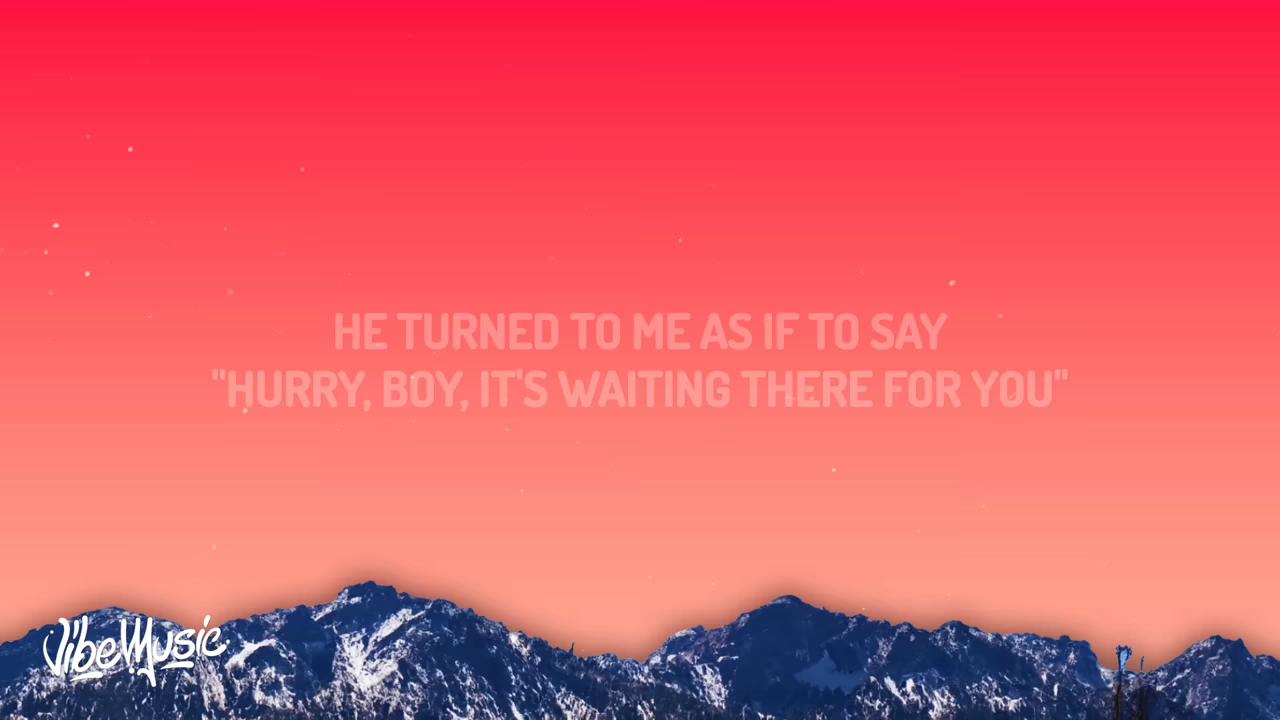 HE TURNED TO ME AS IF TO SAY
"HURRY, BOY, IT'S WAITING THERE FOR YOU"
VibeMusic